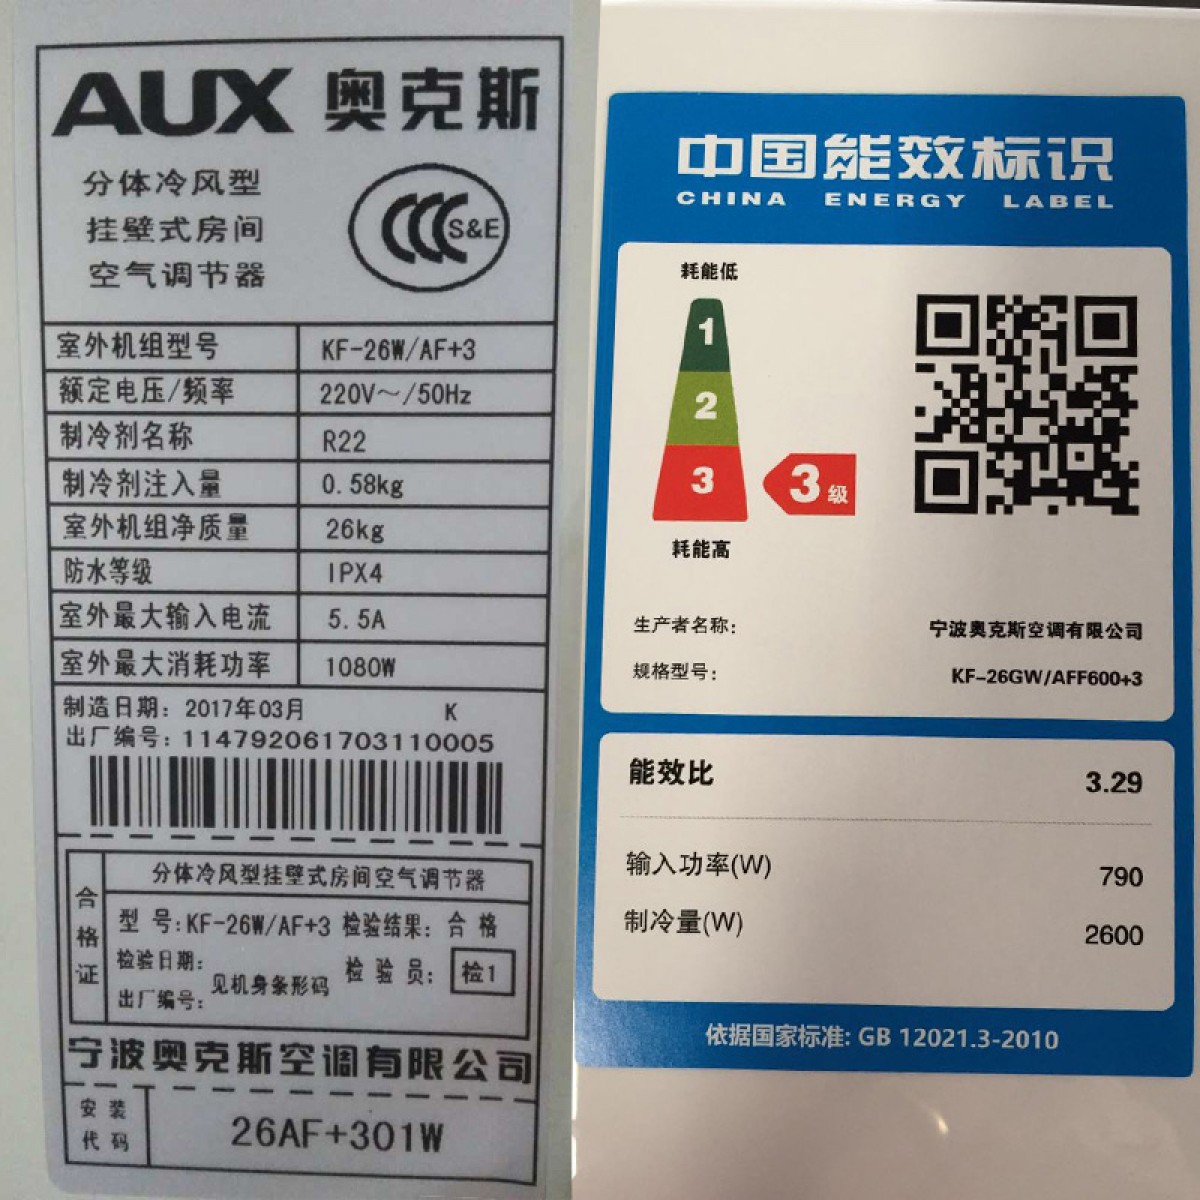 AUX 奥克斯
分体冷风型
挂壁式房间
空气调节器
S&E
室外机组型号 KF-26W/AF+3
额定电压/频率 220V～/50Hz
制冷剂名称 R22
制冷剂注入量 0.58kg
室外机组净质量 26kg
防水等级 IPX4
室外最大输入电流 5.5A
室外最大消耗功率 1080W
制造日期: 2017年03月 K
出厂编号: 114792061703110005
合格证
分体冷风型挂壁式房间空气调节器
型 号:KF-26W/AF+3 检验结果: 合 格
检验日期:
出厂编号:
见机身条形码
检 验 员: 检1
宁波奥克斯空调有限公司
安装
代码
26AF+301W
中国能效标识
CHINA ENERGY LABEL
耗能低
1
2
3
3级
耗能高
生产者名称: 宁波奥克斯空调有限公司
规格型号: KF-26GW/AFF600+3
能效比 3.29
输入功率(W) 790
制冷量(W) 2600
依据国家标准: GB 12021.3-2010